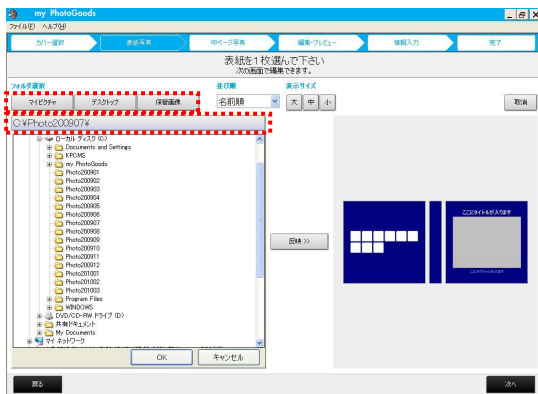 my PhotoGoods
ファイル(F) ヘルプ(H)
カバー選択
表紙写真
中ページ写真
編集・プレビュー
情報入力
完了
表紙を1枚選んで下さい
次の画面で編集できます。
フォルダ選択
並び順
表示サイズ
マイピクチャ
デスクトップ
保管画像
名前順
大 中 小
取消
C:¥Photo200907¥
ローカル ディスク (C)
Documents and Settings
KPCMS
my PhotoGoods
Photo200901
Photo200902
Photo200903
Photo200904
Photo200905
Photo200906
Photo200907
Photo200908
Photo200909
Photo200910
Photo200911
Photo200912
Photo201001
Photo201002
Photo201003
Program Files
WINDOWS
DVD/CD-RW ドライブ (D)
共有ドキュメント
My Documents
マイ ネットワーク
反映 >>
ここにタイトルが入ります
OK
キャンセル
戻る
次へ